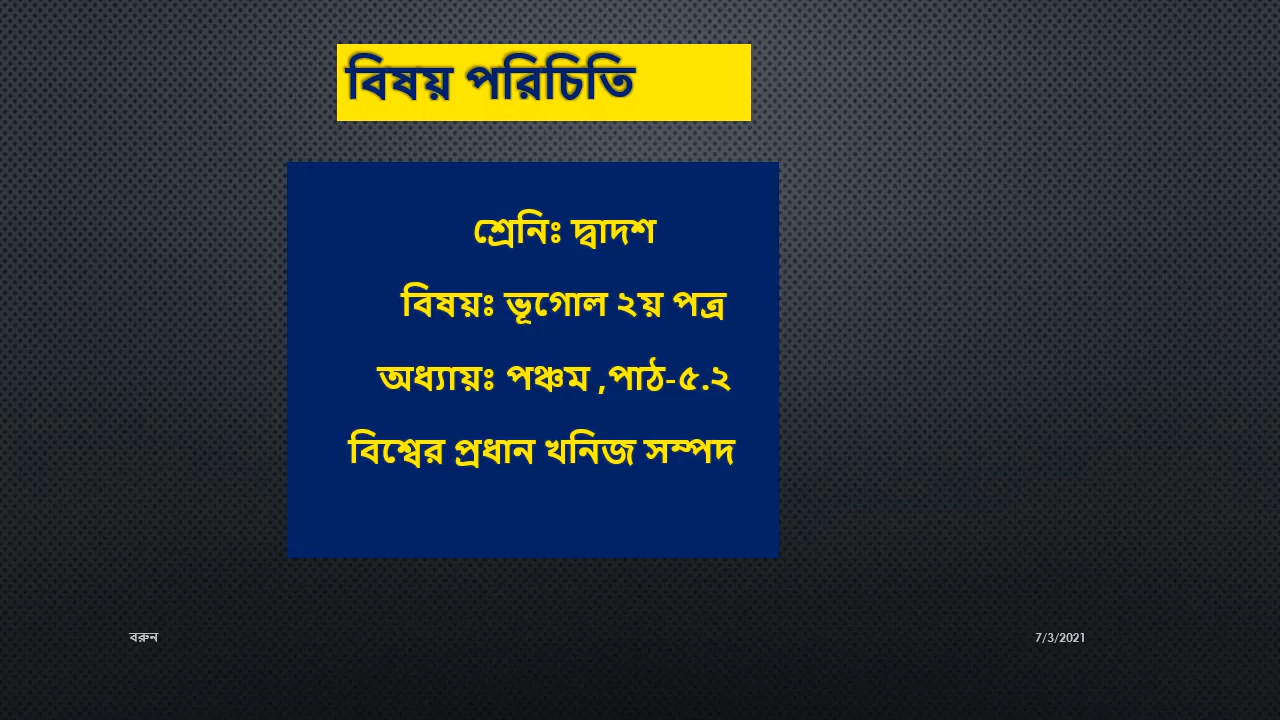 বিষয় পরিচিতি
শ্রেনিঃ দ্বাদশ
বিষয়ঃ ভূগোল ২য় পত্র
অধ্যায়ঃ পঞ্চম ,পাঠ-৫.২
বিশ্বের প্রধান খনিজ সম্পদ
বরুন
7/3/2021